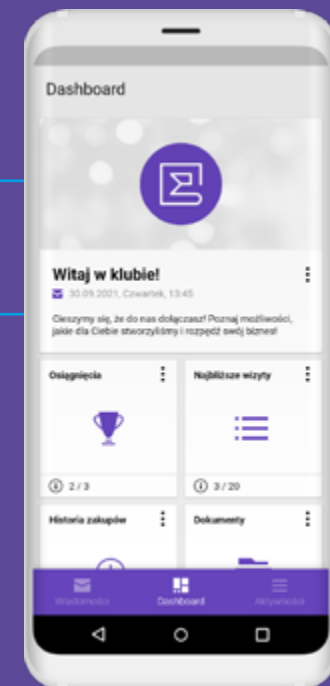 Dashboard
Witaj w klubie!
30.09.2021, Czwartek, 13:45
Cieszymy się, że do nas dołączasz! Poznaj możliwości,
jakie dla Ciebie stworzyliśmy i rozpędź swój biznes!
Osiągnięcia
Najbliższe wizyty
2 / 3
3 / 20
Historia zakupów
Dokumenty
Wiadomości
Dashboard
Aktywności